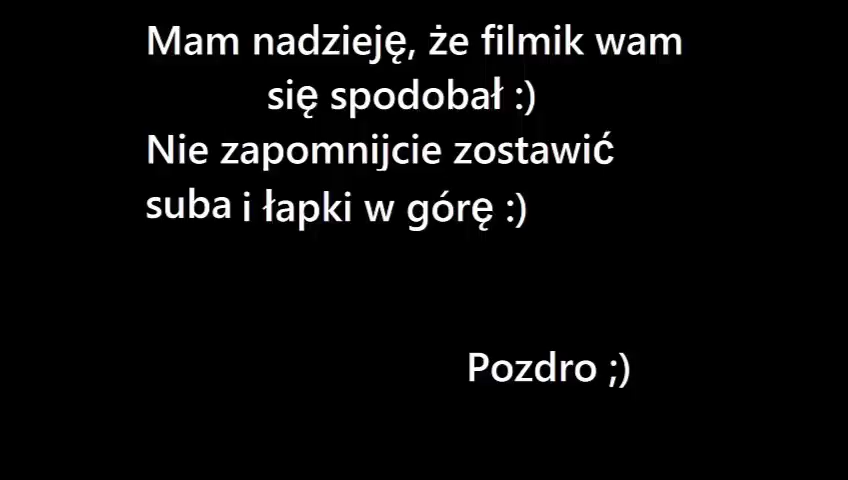 Mam nadzieję, że filmik wam
się spodobał :)
Nie zapomnijcie zostawić
suba i łapki w górę :)
Pozdro ;)